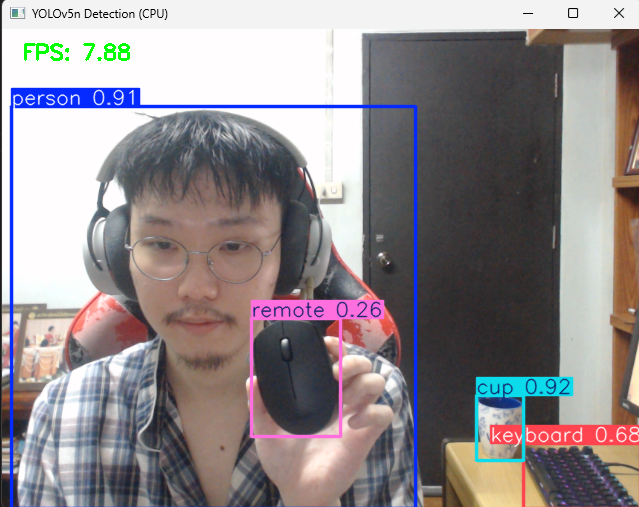 YOLOv5n Detection (CPU)
FPS: 7.88
person 0.91
remote 0.26
cup 0.92
keyboard 0.68